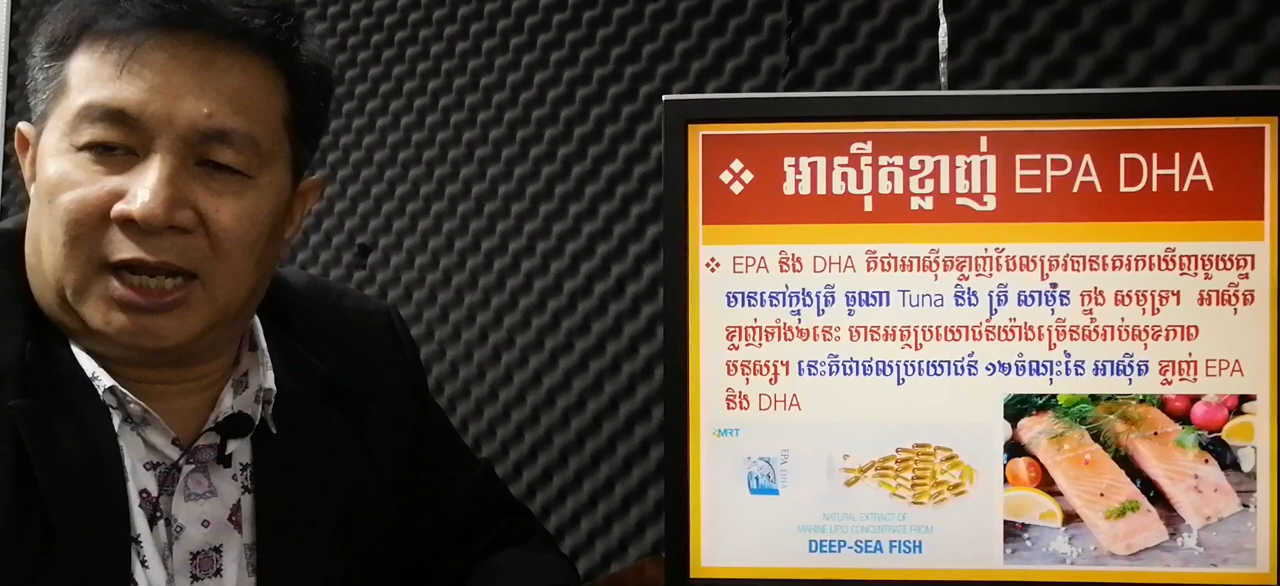 ❖ អាស៊ីតខ្លាញ់ EPA DHA
❖ EPA និង DHA គឺជាអាស៊ីតខ្លាញ់ដែលត្រូវបានគេរកឃើញមួយគ្នា
មាននៅក្នុងត្រី ធូណា Tuna និង ត្រី សាម៉ុន ក្នុង សមុទ្រ។ អាស៊ីត
ខ្លាញ់ទាំង២នេះ មានអត្ថប្រយោជន៍យ៉ាងច្រើនសំរាប់សុខភាព
មនុស្ស។ នេះគឺជាផលប្រយោជន៍ ១២ចំណុះនៃ អាស៊ីត ខ្លាញ់ EPA
និង DHA
MRT
EPA DHA
NATURAL EXTRACT OF
MARINE LIPID CONCENTRATE FROM
DEEP-SEA FISH